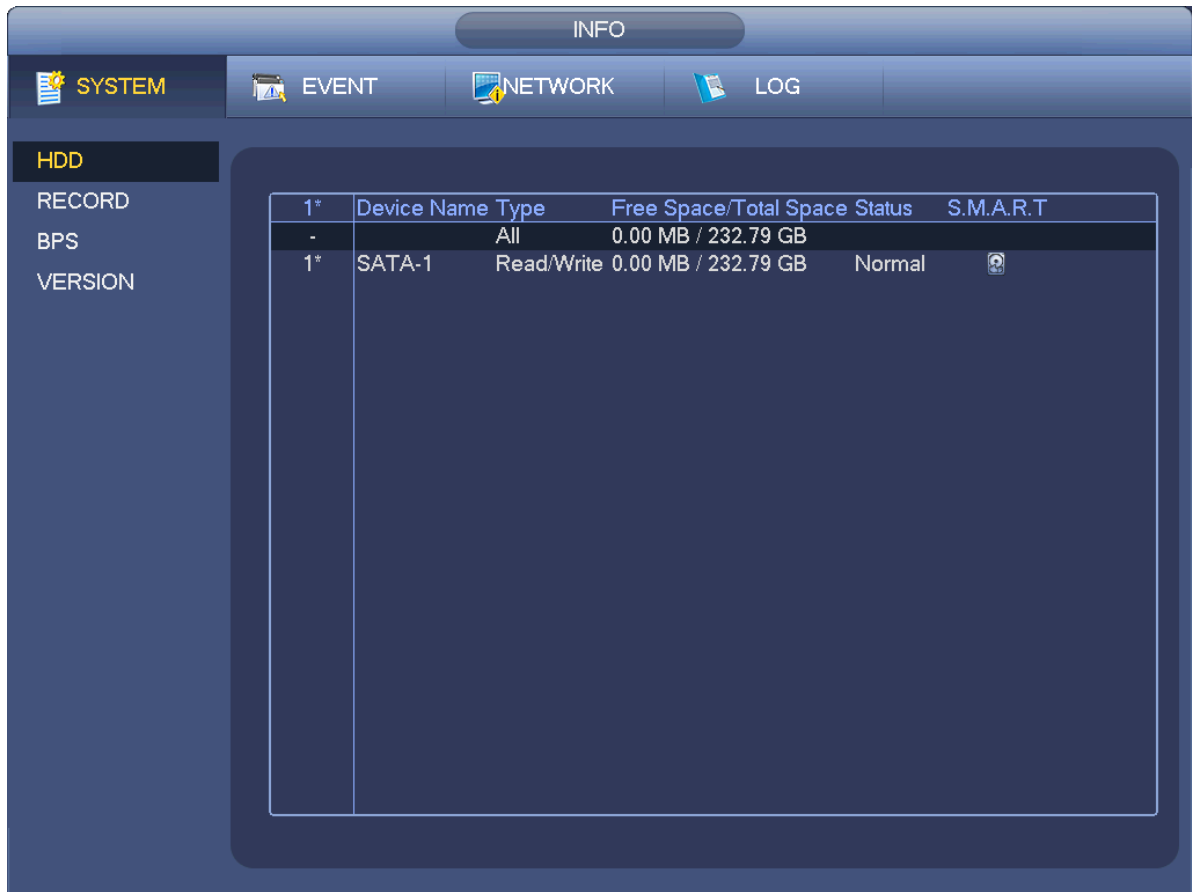 INFO
SYSTEM EVENT NETWORK LOG
HDD
RECORD
BPS
VERSION
1* Device Name Type Free Space/Total Space Status S.M.A.R.T
- All 0.00 MB / 232.79 GB
1* SATA-1 Read/Write 0.00 MB / 232.79 GB Normal